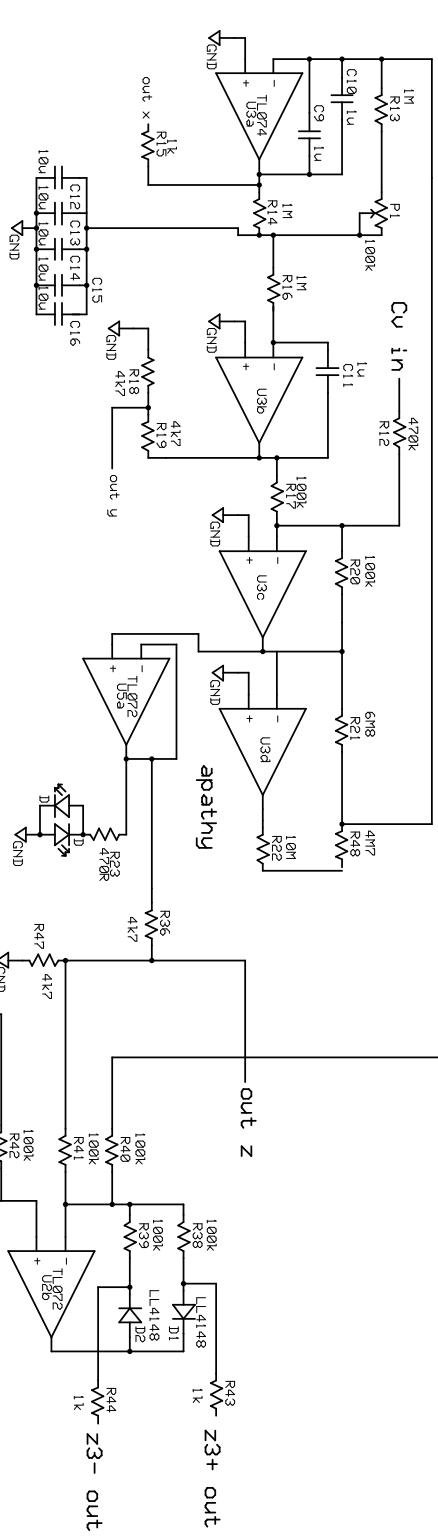 GND
TL074
U3a
C10
1u
C9
1u
1M
R13
out x
1k
R15
1M
R14
P1
100k
10u
C12
10u
C13
10u
C14
10u
C15
10u
C16
GND
1M
R16
Cv in
470k
R12
GND
U3b
1u
C11
GND
R18
4k7
4k7
R19
out y
100k
R17
GND
U3c
100k
R20
TL072
U5a
GND
U3d
6M8
R21
apathy
10M
R22
4M7
R48
D
D
GND
R23
470R
R36
4k7
R47
4k7
GND
out z
100k
R42
100k
R41
100k
R40
100k
R39
100k
R38
TL072
U2b
LL4148
D2
LL4148
D1
R44
1k
R43
1k
z3- out
z3+ out